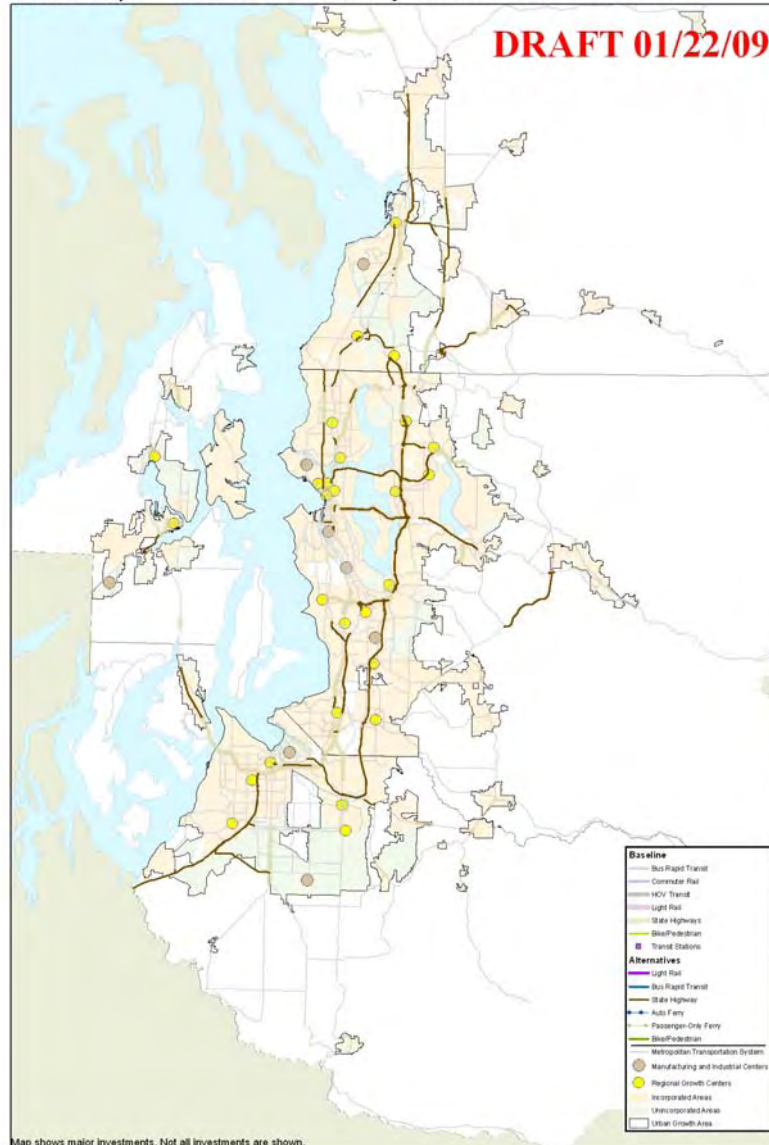 DRAFT 01/22/09
Baseline
Bus Rapid Transit
Commuter Rail
HOV Transit
Light Rail
State Highways
Bike/Pedestrian
Transit Stations
Alternatives
Light Rail
Bus Rapid Transit
State Highway
Auto Ferry
Passenger-Only Ferry
Bike/Pedestrian
Metropolitan Transportation System
Manufacturing and Industrial Centers
Regional Growth Centers
Incorporated Areas
Unincorporated Areas
Urban Growth Area
Map shows major investments. Not all investments are shown.